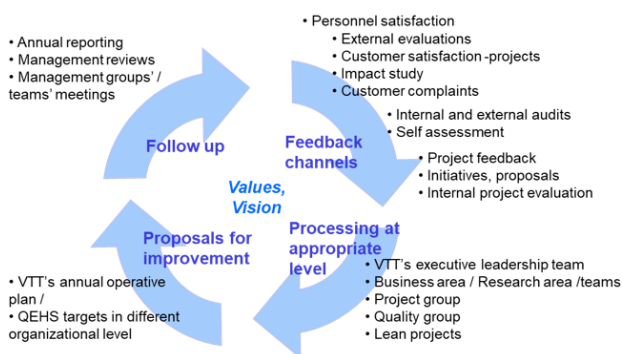 • Annual reporting
• Management reviews
• Management groups' /
teams' meetings
• Personnel satisfaction
• External evaluations
• Customer satisfaction -projects
• Impact study
• Customer complaints
• Internal and external audits
• Self assessment
• Project feedback
• Initiatives, proposals
• Internal project evaluation
Follow up
Feedback
channels
Values,
Vision
Proposals for
improvement
Processing at
appropriate
level
• VTT's annual operative
plan /
• QEHS targets in different
organizational level
• VTT's executive leadership team
• Business area / Research area /teams
• Project group
• Quality group
• Lean projects